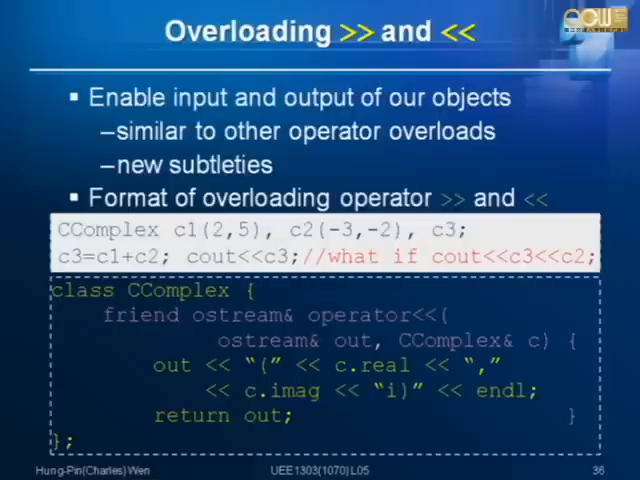 Overloading >> and <<
▪ Enable input and output of our objects
–similar to other operator overloads
–new subtleties
▪ Format of overloading operator >> and <<
CComplex c1(2,5), c2(-3,-2), c3;
c3=c1+c2; cout<<c3;//what if cout<<c3<<c2;
class CComplex {
friend ostream& operator<<(
ostream& out, CComplex& c) {
out << “(” << c.real << “,”
<< c.imag << “i)” << endl;
return out; }
};
Hung-Pin(Charles) Wen UEE1303(1070) L05 36